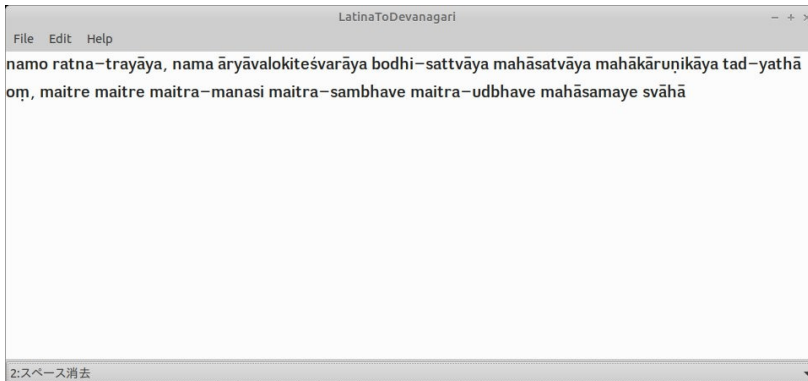 LatinaToDevanagari
File Edit Help
namo ratna−trayāya, nama āryāvalokiteśvarāya bodhi−sattvāya mahāsatvāya mahākāruṇikāya tad−yathā
oṃ, maitre maitre maitra−manasi maitra−sambhave maitra−udbhave mahāsamaye svāhā
2:スペース消去